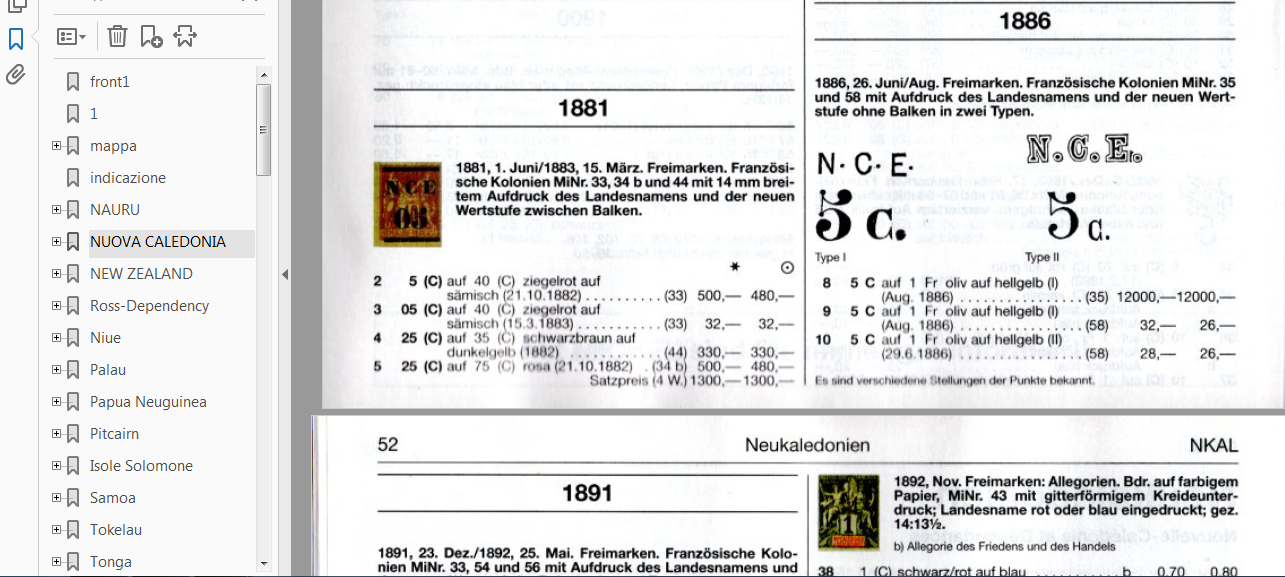 front1
1
mappa
indicazione
NAURU
NUOVA CALEDONIA
NEW ZEALAND
Ross-Dependency
Niue
Palau
Papua Neuguinea
Pitcairn
Isole Solomone
Samoa
Tokelau
Tonga
1881
1881, 1. Juni/1883, 15. März. Freimarken. Französi-
sche Kolonien MiNr. 33, 34 b und 44 mit 14 mm brei-
tem Aufdruck des Landesnamens und der neuen
Wertstufe zwischen Balken.
N C E
05
2 5 (C) auf 40 (C) ziegelrot auf
sämisch (21.10.1882) . . . . . . . . . . (33) 500,— 480,—
3 05 (C) auf 40 (C) ziegelrot auf
sämisch (15.3.1883) . . . . . . . . . . . (33) 32,— 32,—
4 25 (C) auf 35 (C) schwarzbraun auf
dunkelgelb (1882) . . . . . . . . . . . . . (44) 330,— 330,—
5 25 (C) auf 75 (C) rosa (21.10.1882) . (34 b) 500,— 480,—
Satzpreis (4 W.) 1300,— 1300,—
1886
1886, 26. Juni/Aug. Freimarken. Französische Kolonien MiNr. 35
und 58 mit Aufdruck des Landesnamens und der neuen Wert-
stufe ohne Balken in zwei Typen.
N. C. E.
5 c.
Type I
N.C.E.
5 c.
Type II
8 5 C auf 1 Fr oliv auf hellgelb (I)
(Aug. 1886) . . . . . . . . . . . . . . . . . . (35) 12000,—12000,—
9 5 C auf 1 Fr oliv auf hellgelb (I)
(Aug. 1886) . . . . . . . . . . . . . . . . . . (58) 32,— 26,—
10 5 C auf 1 Fr oliv auf hellgelb (II)
(29.6.1886) . . . . . . . . . . . . . . . . . . (58) 28,— 26,—
Es sind verschiedene Stellungen der Punkte bekannt.
52 Neukaledonien NKAL
1891
1891, 23. Dez./1892, 25. Mai. Freimarken. Französische Kolo-
nien MiNr. 33, 54 und 56 mit Aufdruck des Landesnamens und
1
1892, Nov. Freimarken: Allegorien. Bdr. auf farbigem
Papier, MiNr. 43 mit gitterförmigem Kreideunter-
druck; Landesname rot oder blau eingedruckt; gez.
14:13½.
b) Allegorie des Friedens und des Handels
38 1 (C) schwarz/rot auf blau . . . . . . . . . . b 0,70 0,80